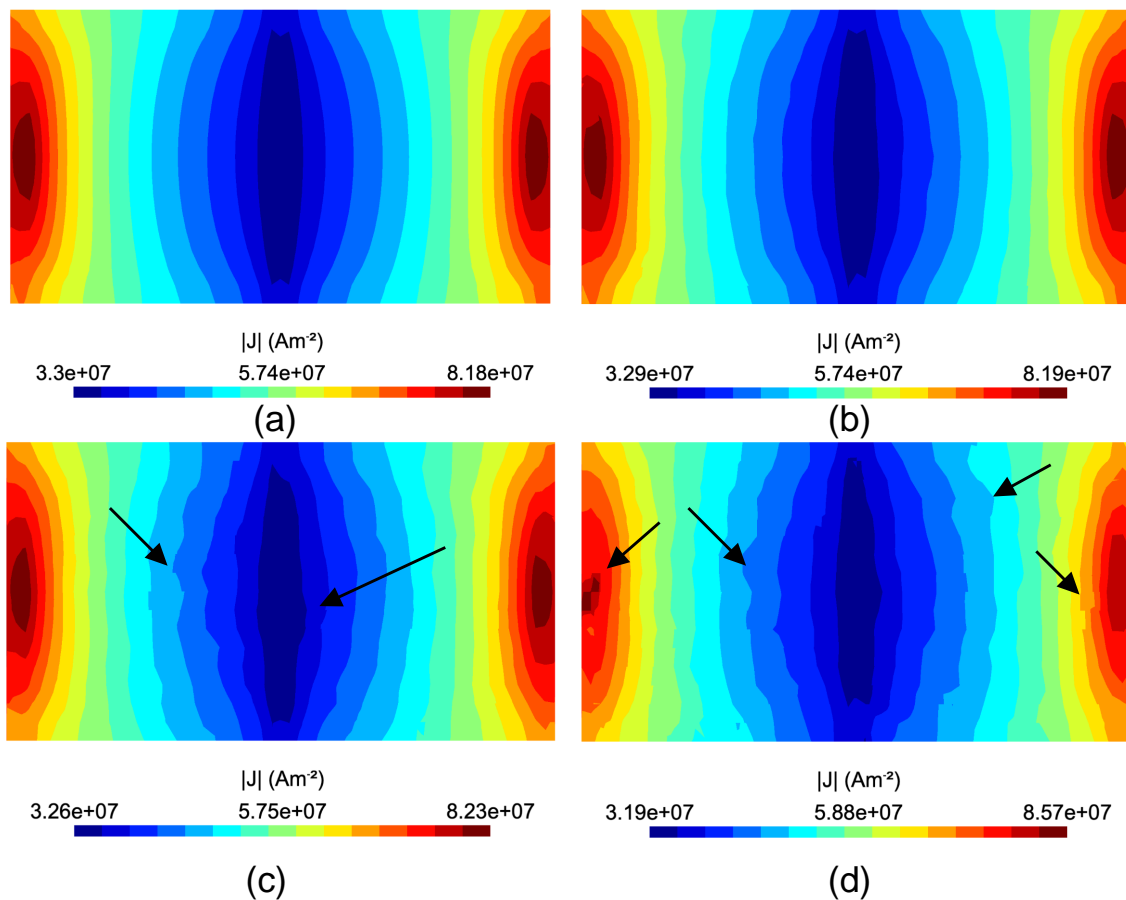 |J| (Am⁻²)
3.3e+07 5.74e+07 8.18e+07
(a)
|J| (Am⁻²)
3.29e+07 5.74e+07 8.19e+07
(b)
|J| (Am⁻²)
3.26e+07 5.75e+07 8.23e+07
(c)
|J| (Am⁻²)
3.19e+07 5.88e+07 8.57e+07
(d)